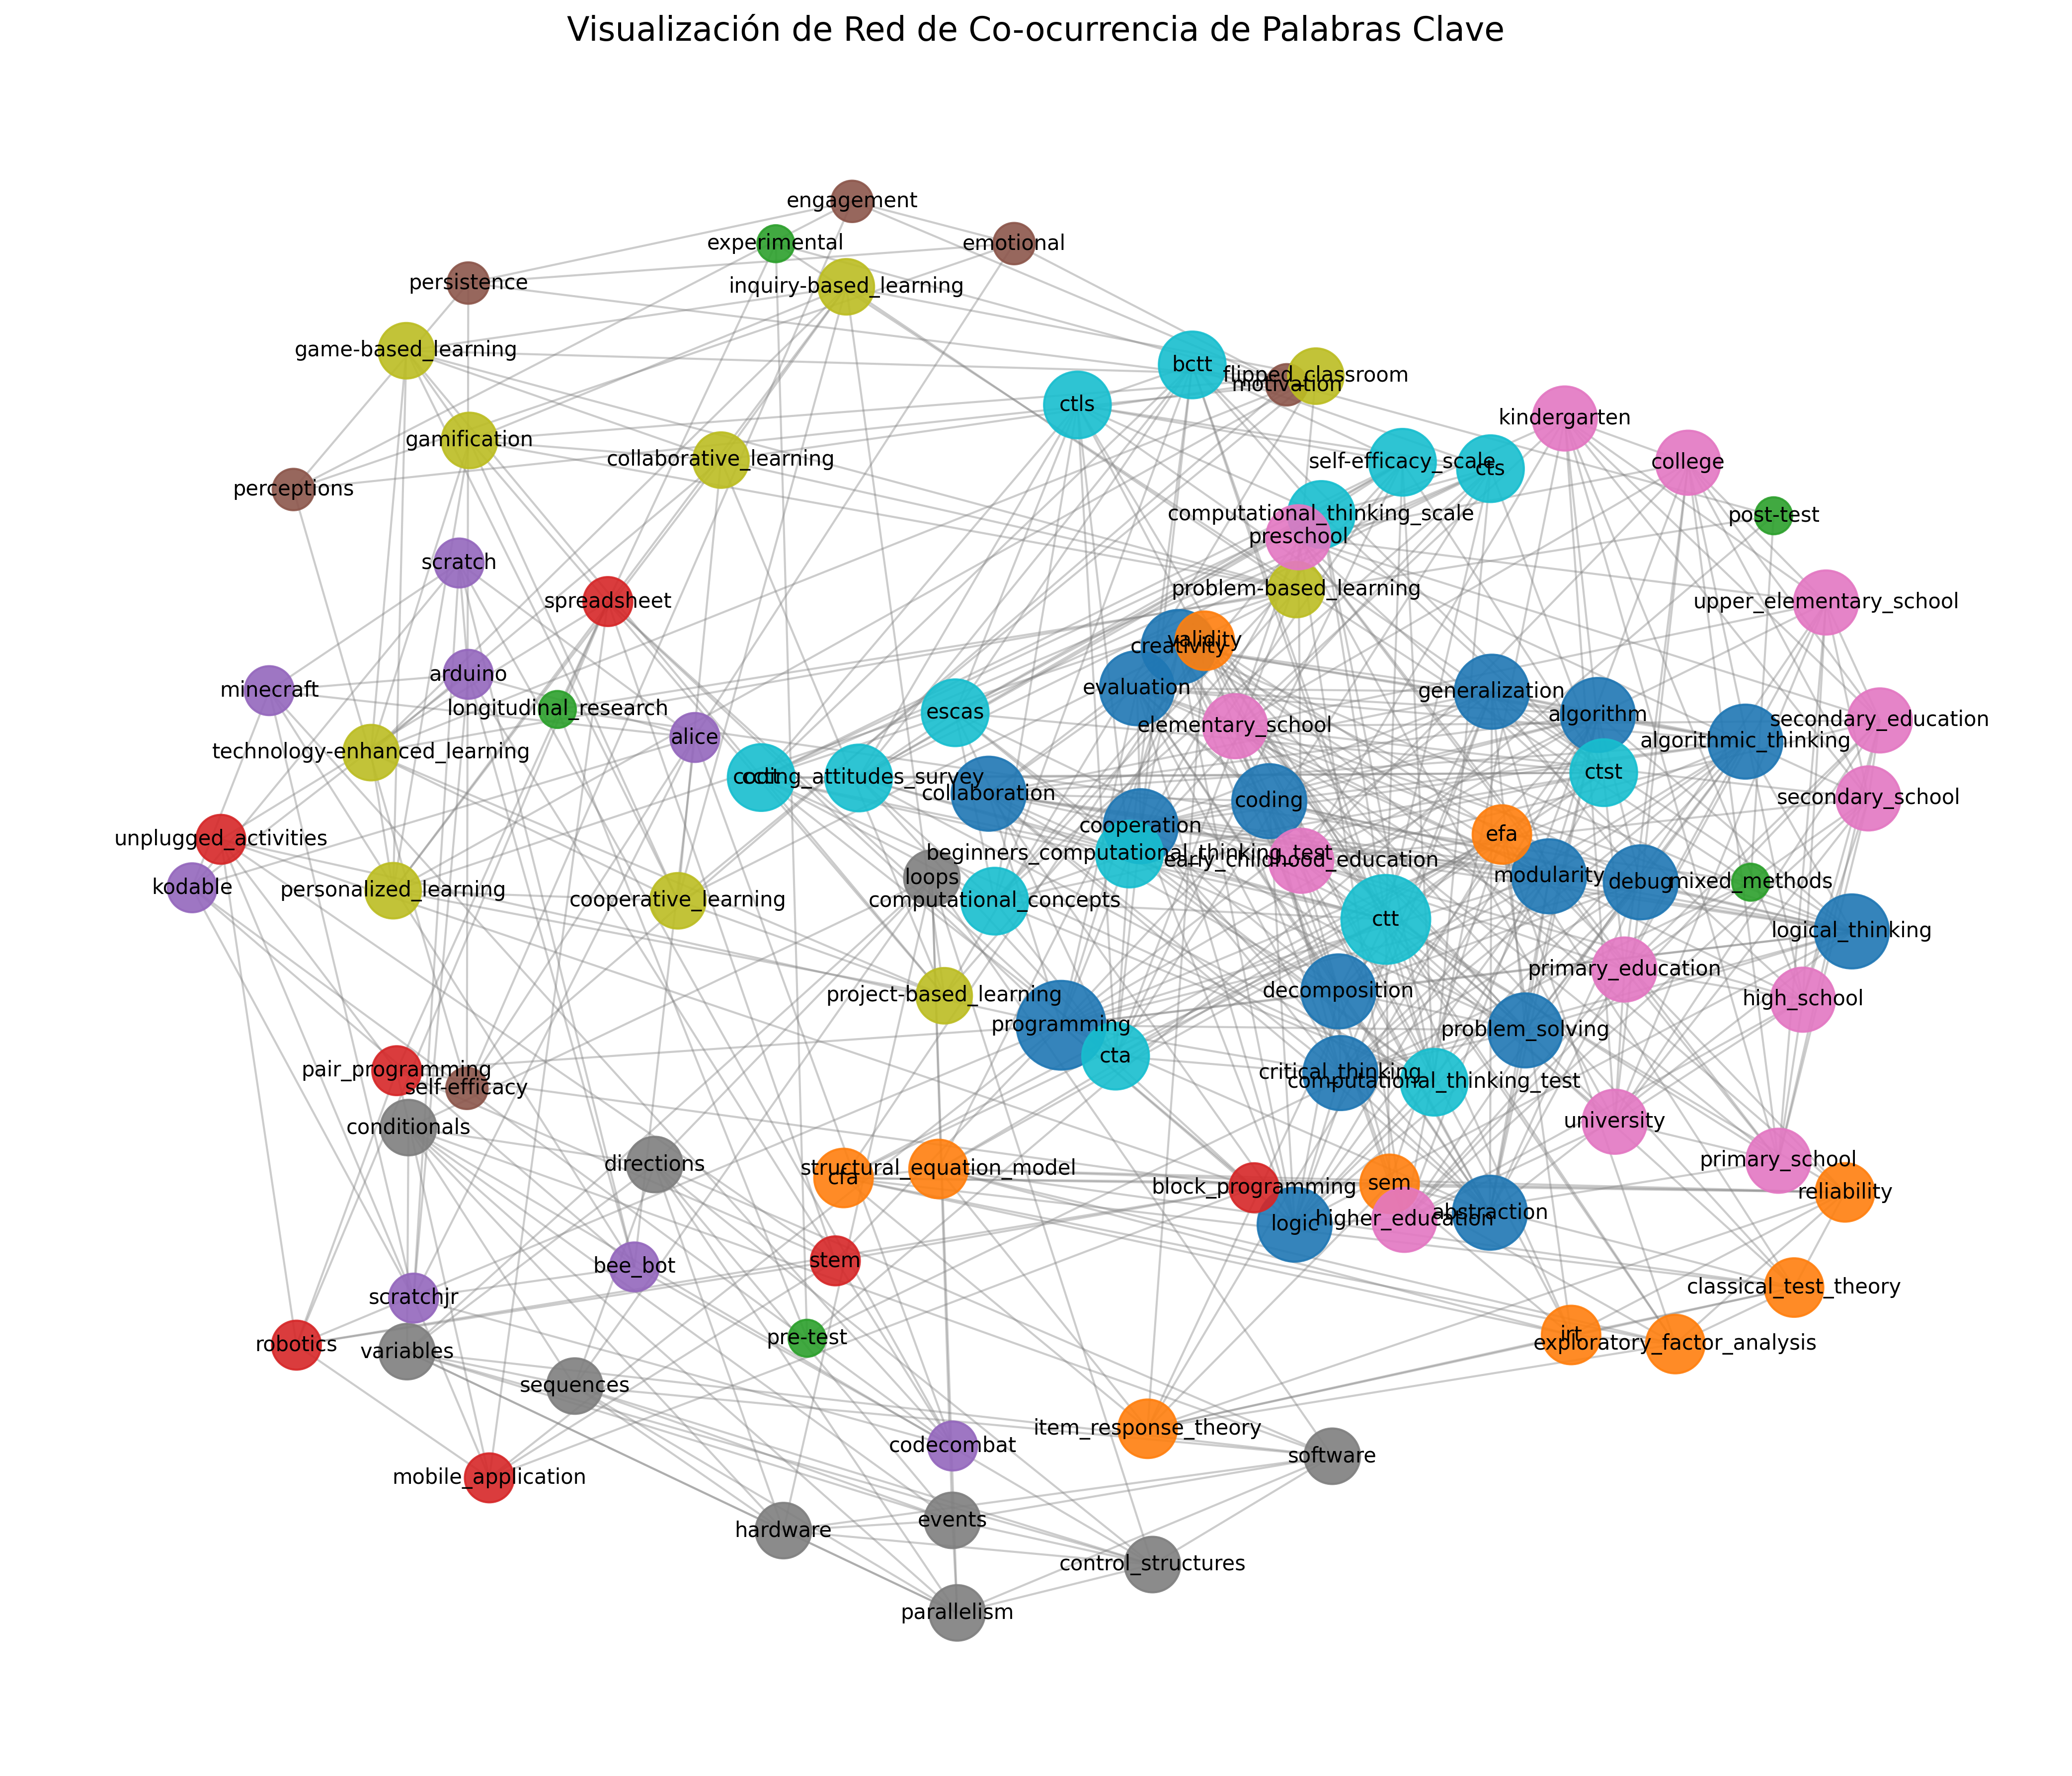 Visualización de Red de Co-ocurrencia de Palabras Clave
engagement
experimental
emotional
persistence
inquiry-based_learning
game-based_learning
bctt
flipped_classroom
motivation
ctls
kindergarten
gamification
collaborative_learning
self-efficacy_scale
cts
college
perceptions
computational_thinking_scale
post-test
preschool
scratch
problem-based_learning
spreadsheet
upper_elementary_school
validity
creativity
arduino
minecraft
evaluation
generalization
longitudinal_research
escas
algorithm
elementary_school
secondary_education
alice
algorithmic_thinking
technology-enhanced_learning
cctt
coding_attitudes_survey
ctst
collaboration
coding
secondary_school
cooperation
unplugged_activities
efa
beginners_computational_thinking_test
early_childhood_education
loops
modularity
debug
mixed_methods
kodable
personalized_learning
cooperative_learning
computational_concepts
ctt
logical_thinking
primary_education
decomposition
project-based_learning
high_school
programming
problem_solving
cta
pair_programming
critical_thinking
computational_thinking_test
self-efficacy
university
conditionals
primary_school
directions
structural_equation_model
cfa
block_programming
sem
reliability
abstraction
higher_education
logic
stem
bee_bot
classical_test_theory
scratchjr
irt
pre-test
robotics
exploratory_factor_analysis
variables
sequences
item_response_theory
codecombat
software
mobile_application
events
hardware
control_structures
parallelism